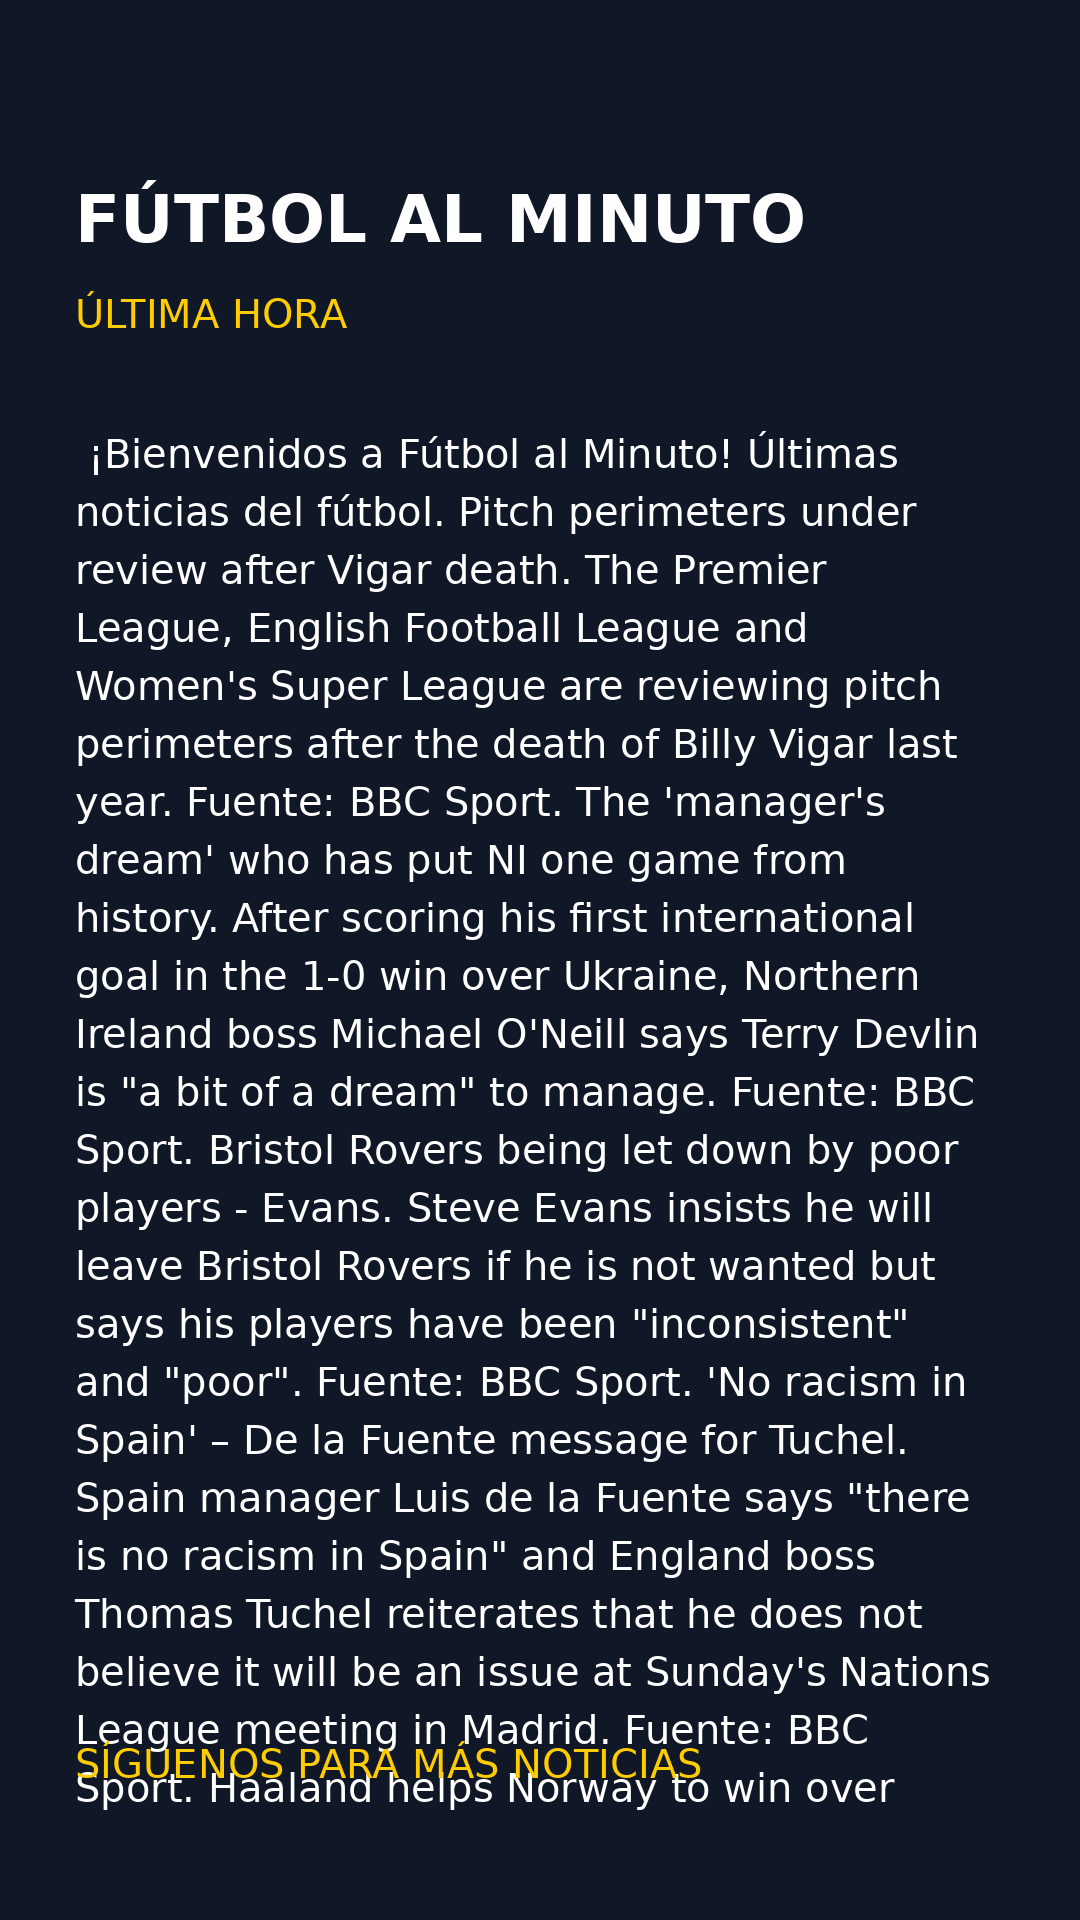 FÚTBOL AL MINUTO
ÚLTIMA HORA
¡Bienvenidos a Fútbol al Minuto! Últimas
noticias del fútbol. Pitch perimeters under
review after Vigar death. The Premier
League, English Football League and
Women's Super League are reviewing pitch
perimeters after the death of Billy Vigar last
year. Fuente: BBC Sport. The 'manager's
dream' who has put NI one game from
history. After scoring his first international
goal in the 1-0 win over Ukraine, Northern
Ireland boss Michael O'Neill says Terry Devlin
is "a bit of a dream" to manage. Fuente: BBC
Sport. Bristol Rovers being let down by poor
players - Evans. Steve Evans insists he will
leave Bristol Rovers if he is not wanted but
says his players have been "inconsistent"
and "poor". Fuente: BBC Sport. 'No racism in
Spain' – De la Fuente message for Tuchel.
Spain manager Luis de la Fuente says "there
is no racism in Spain" and England boss
Thomas Tuchel reiterates that he does not
believe it will be an issue at Sunday's Nations
League meeting in Madrid. Fuente: BBC
SÍGUENOS PARA MÁS NOTICIAS
Sport. Haaland helps Norway to win over